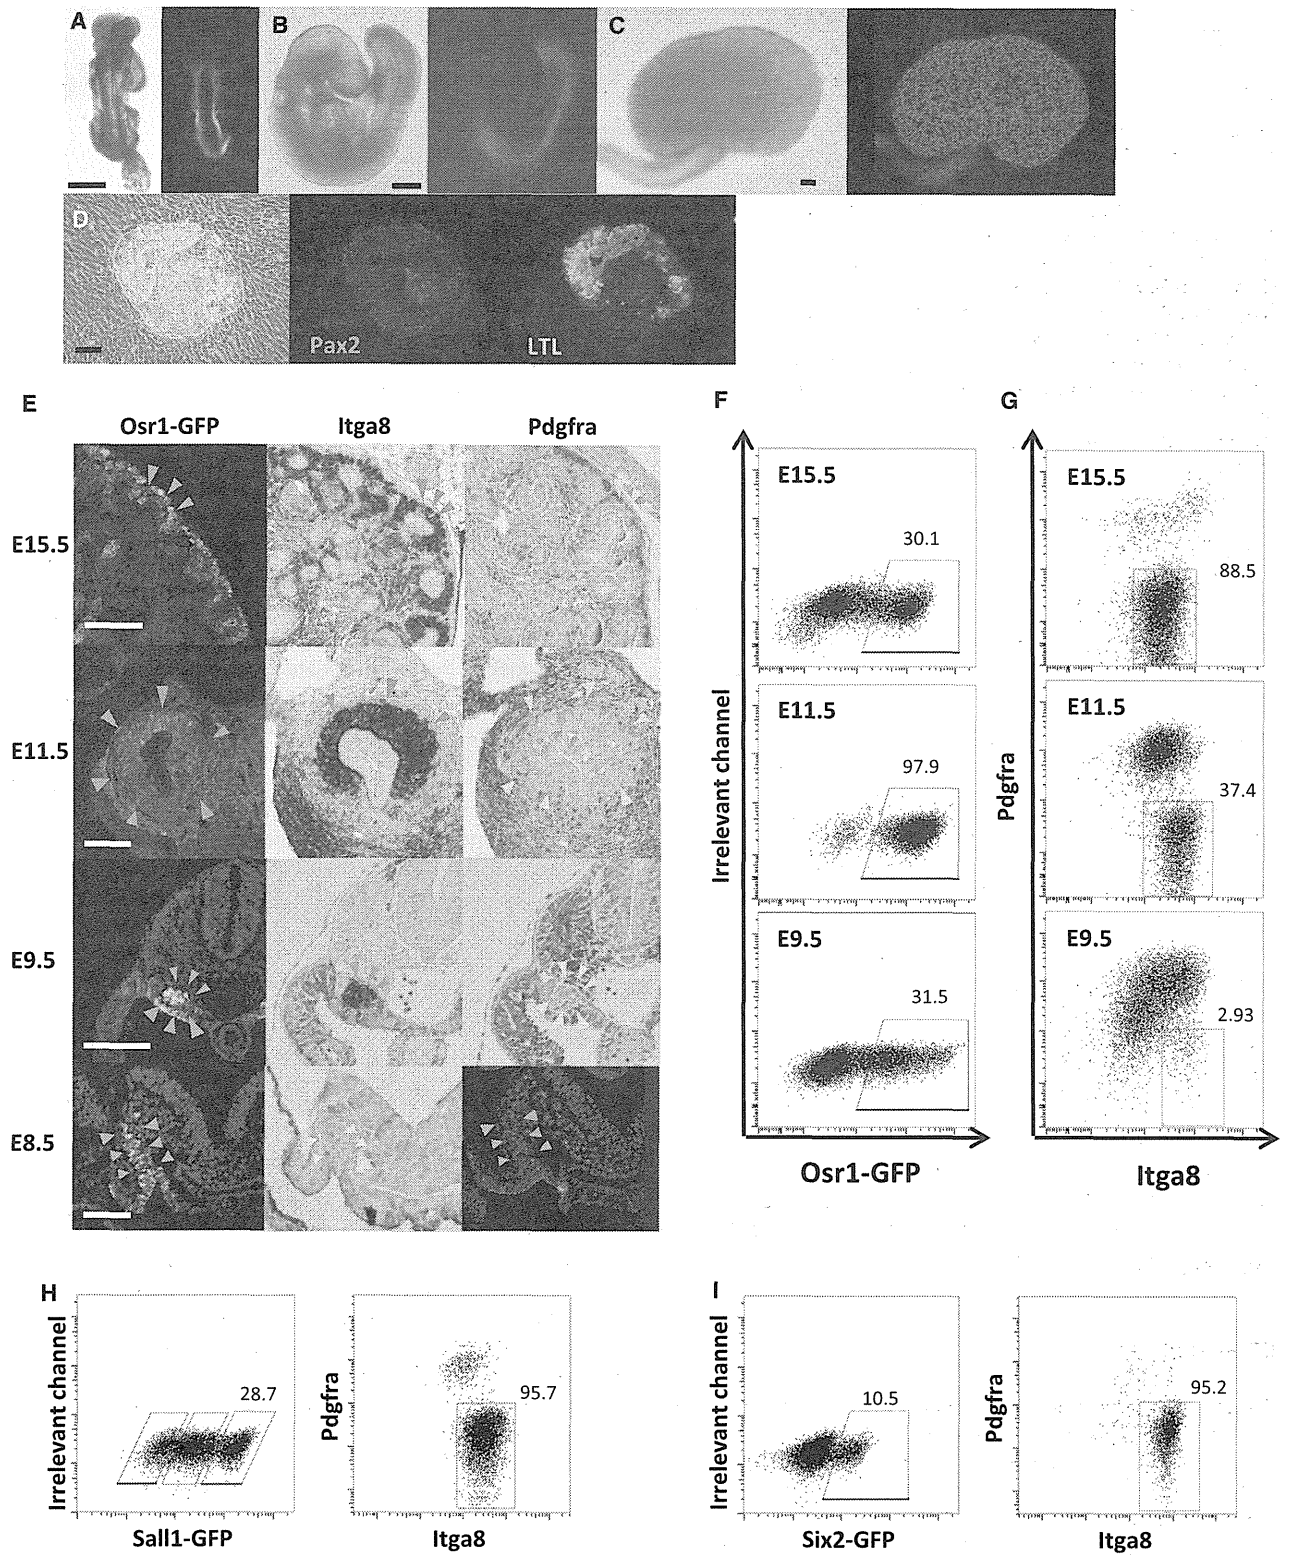 A
B
C
D
Pax2
LTL
E
Osr1-GFP
Itga8
Pdgfra
E15.5
E11.5
E9.5
E8.5
F
Irrelevant channel
E15.5
30.1
E11.5
97.9
E9.5
31.5
Osr1-GFP
G
Pdgfra
E15.5
88.5
E11.5
37.4
E9.5
2.93
Itga8
H
Irrelevant channel
28.7
Sall1-GFP
Pdgfra
95.7
Itga8
I
Irrelevant channel
10.5
Six2-GFP
Pdgfra
95.2
Itga8